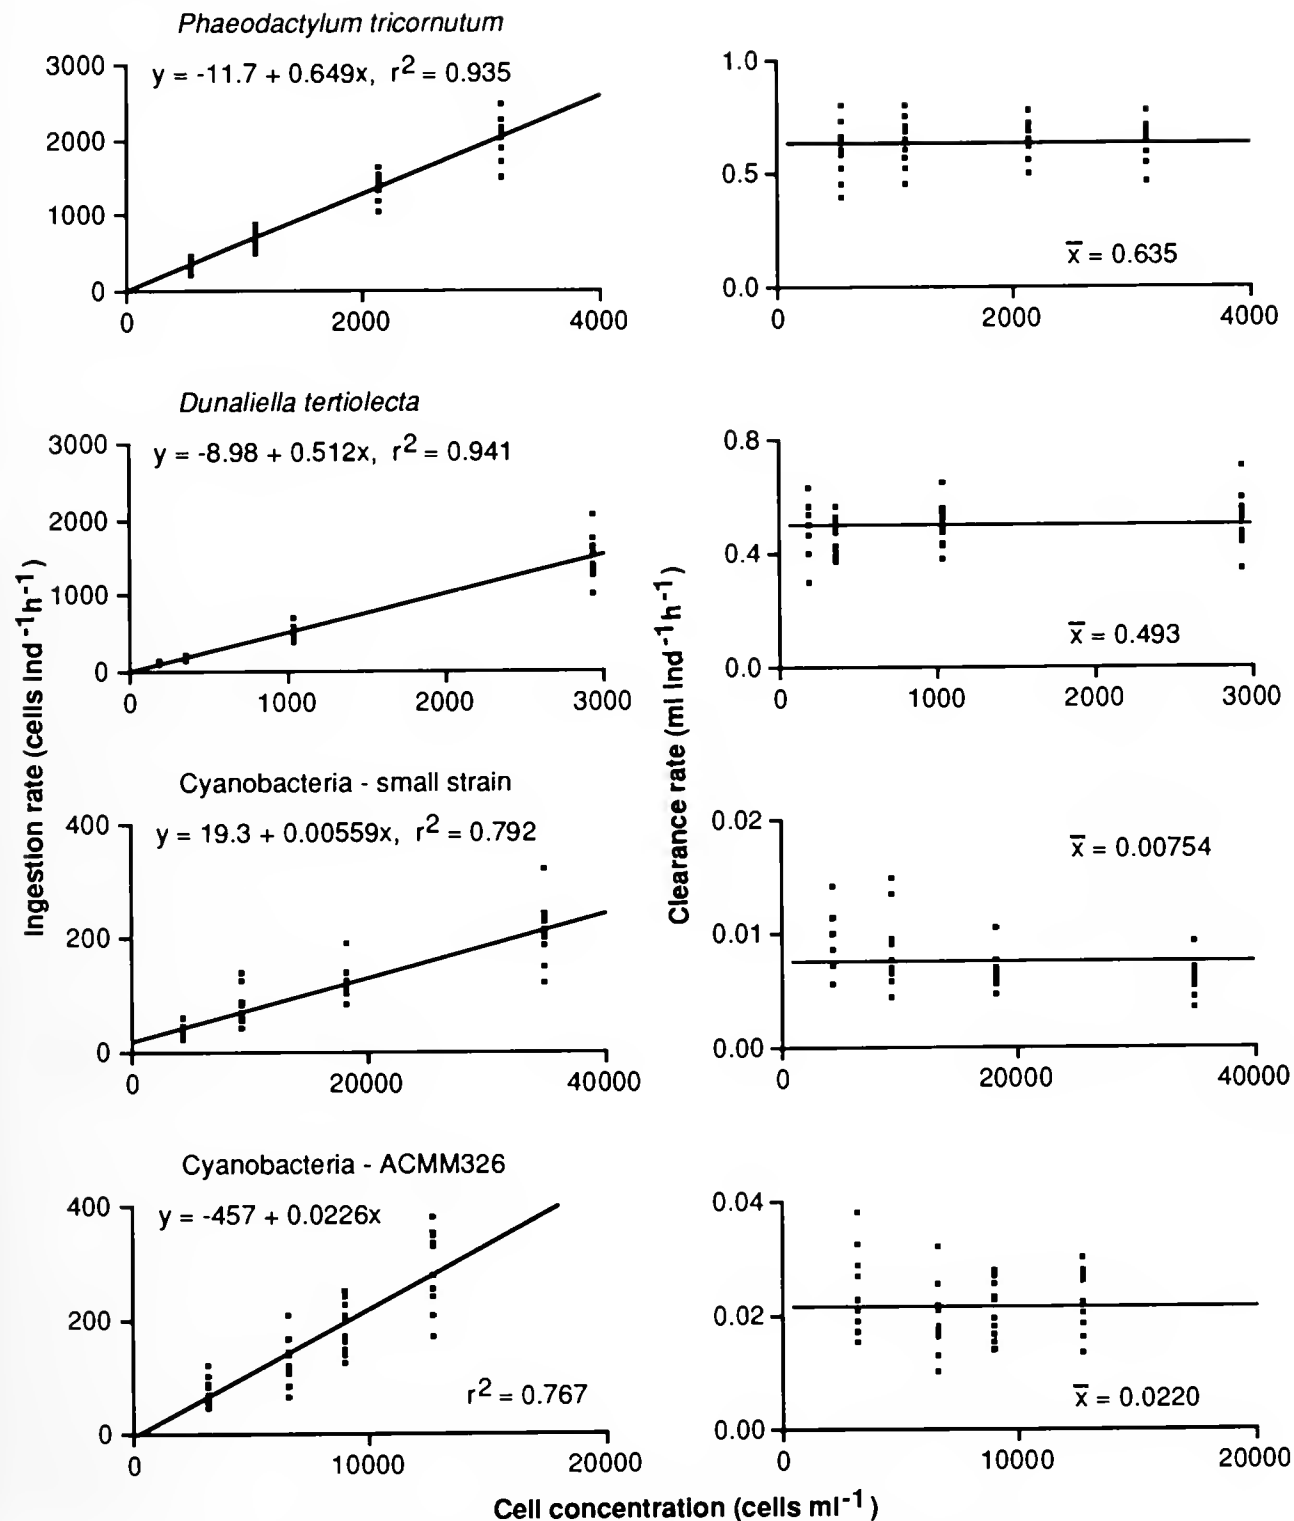 Phaeodactylum tricornutum
y = -11.7 + 0.649x, r2 = 0.935
3000
2000
1000
0
0 2000 4000
1.0
0.5
0.0
x̅ = 0.635
0 2000 4000
Dunaliella tertiolecta
y = -8.98 + 0.512x, r2 = 0.941
3000
2000
1000
0
0 1000 2000 3000
0.8
0.4
0.0
x̅ = 0.493
0 1000 2000 3000
Ingestion rate (cells Ind-1h-1)
Clearance rate (ml Ind-1h-1)
Cyanobacteria - small strain
y = 19.3 + 0.00559x, r2 = 0.792
400
200
0
0 20000 40000
0.02
0.01
0.00
x̅ = 0.00754
0 20000 40000
Cyanobacteria - ACMM326
y = -457 + 0.0226x
400
200
0
r2 = 0.767
0 10000 20000
0.04
0.02
0.00
x̅ = 0.0220
0 10000 20000
Cell concentration (cells ml-1)